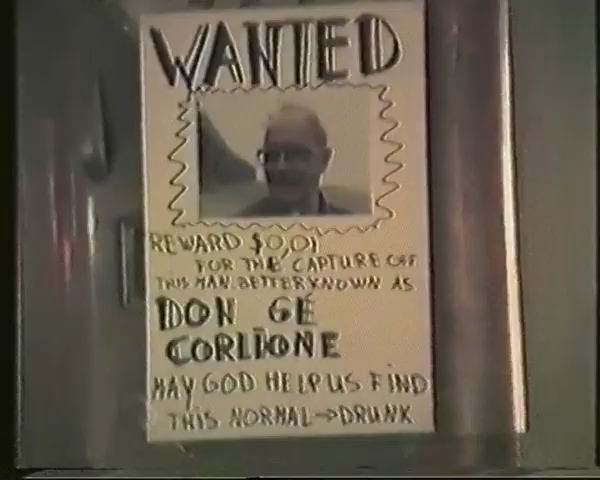 WANTED
REWARD $0,01
FOR THE CAPTURE OFF
THIS MAN. BETTER KNOWN AS
DON GÉ
CORLIONE
MAY GOD HELP US FIND
THIS NORMAL → DRUNK